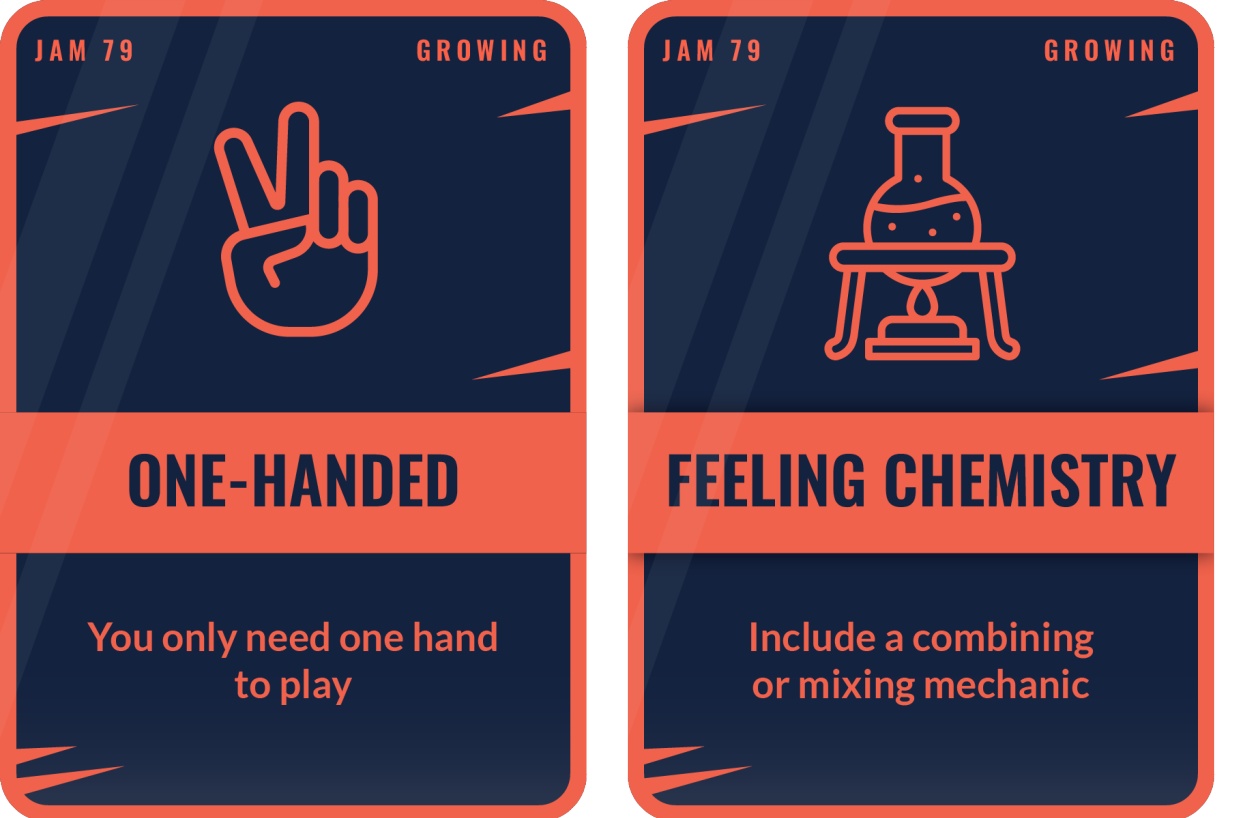 JAM 79 GROWING
ONE-HANDED
You only need one hand
to play
JAM 79 GROWING
FEELING CHEMISTRY
Include a combining
or mixing mechanic